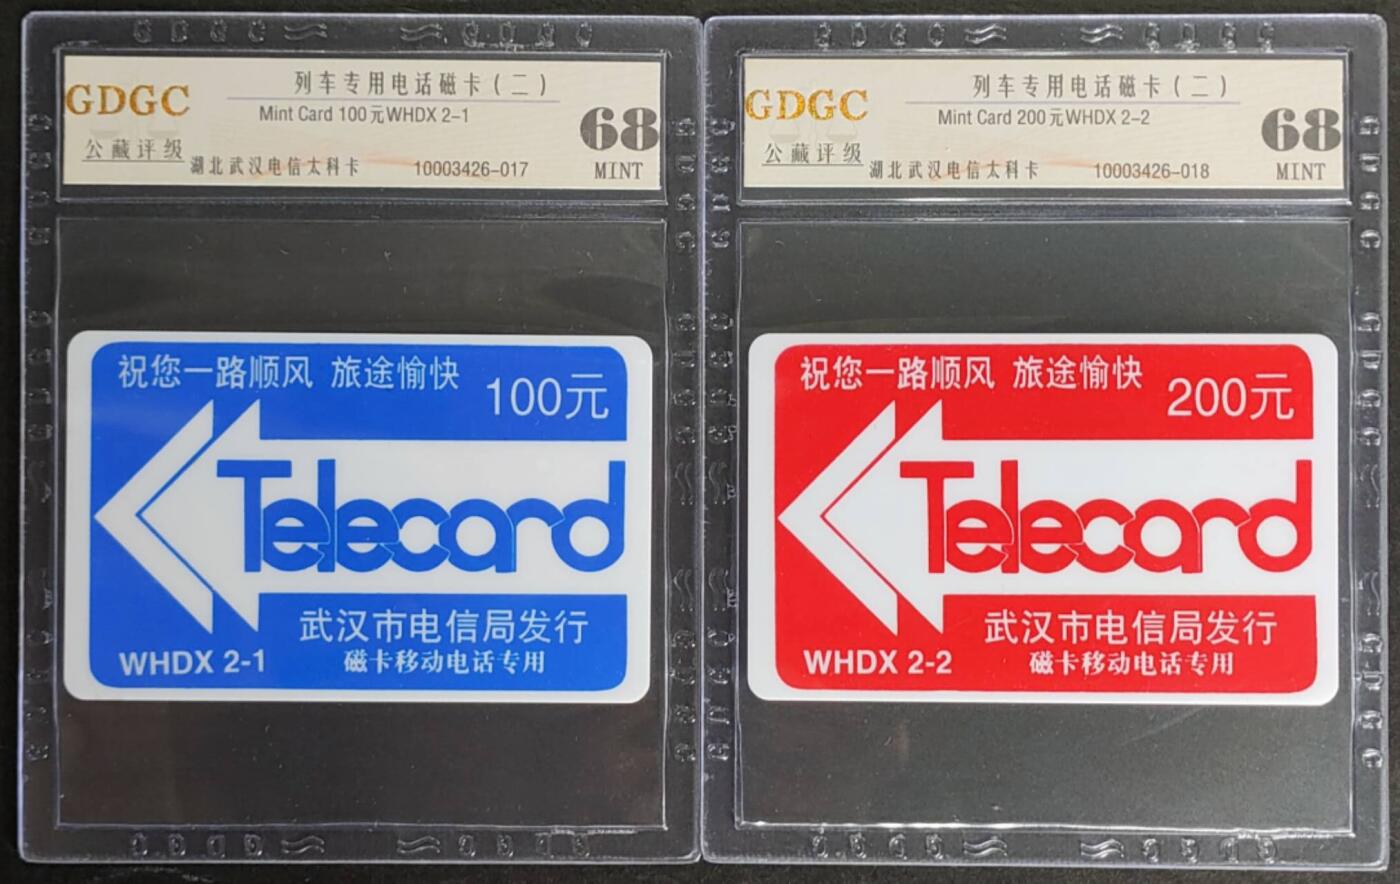 GDGC
公藏评级
列车专用电话磁卡(二)
Mint Card 100元WHDX 2-1
湖北武汉电信太科卡
10003426-017
68
MINT
祝您一路顺风 旅途愉快
100元
Telecard
武汉市电信局发行
WHDX 2-1
磁卡移动电话专用
GDGC
公藏评级
列车专用电话磁卡(二)
Mint Card 200元WHDX 2-2
湖北武汉电信太科卡
10003426-018
68
MINT
祝您一路顺风 旅途愉快
200元
Telecard
武汉市电信局发行
WHDX 2-2
磁卡移动电话专用